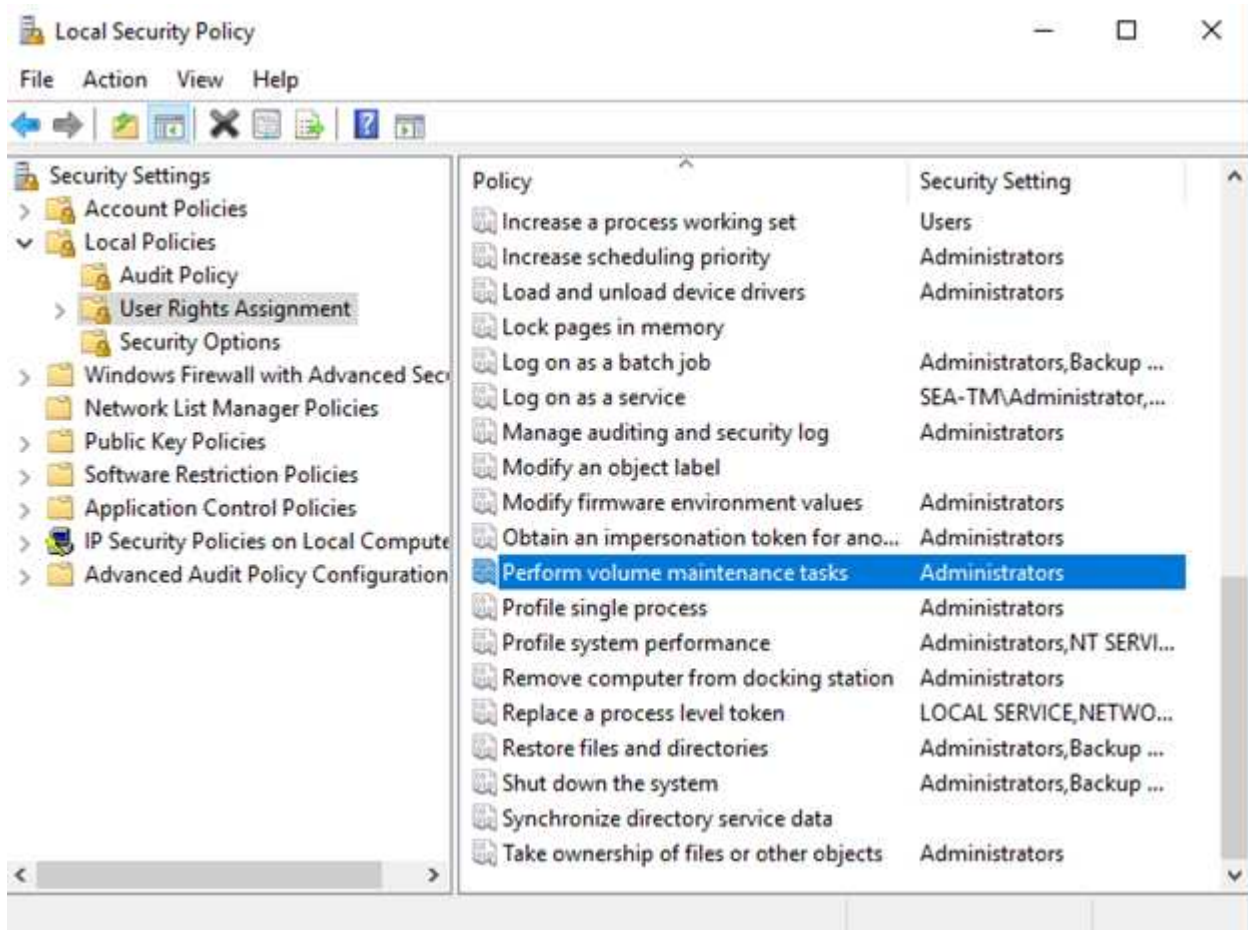 Local Security Policy
File Action View Help
Security Settings
Account Policies
Local Policies
Audit Policy
User Rights Assignment
Security Options
Windows Firewall with Advanced Sec
Network List Manager Policies
Public Key Policies
Software Restriction Policies
Application Control Policies
IP Security Policies on Local Compute
Advanced Audit Policy Configuration
Policy Security Setting
Increase a process working set Users
Increase scheduling priority Administrators
Load and unload device drivers Administrators
Lock pages in memory
Log on as a batch job Administrators,Backup ...
Log on as a service SEA-TM\Administrator,...
Manage auditing and security log Administrators
Modify an object label
Modify firmware environment values Administrators
Obtain an impersonation token for ano... Administrators
Perform volume maintenance tasks Administrators
Profile single process Administrators
Profile system performance Administrators,NT SERVI...
Remove computer from docking station Administrators
Replace a process level token LOCAL SERVICE,NETWO...
Restore files and directories Administrators,Backup ...
Shut down the system Administrators,Backup ...
Synchronize directory service data
Take ownership of files or other objects Administrators